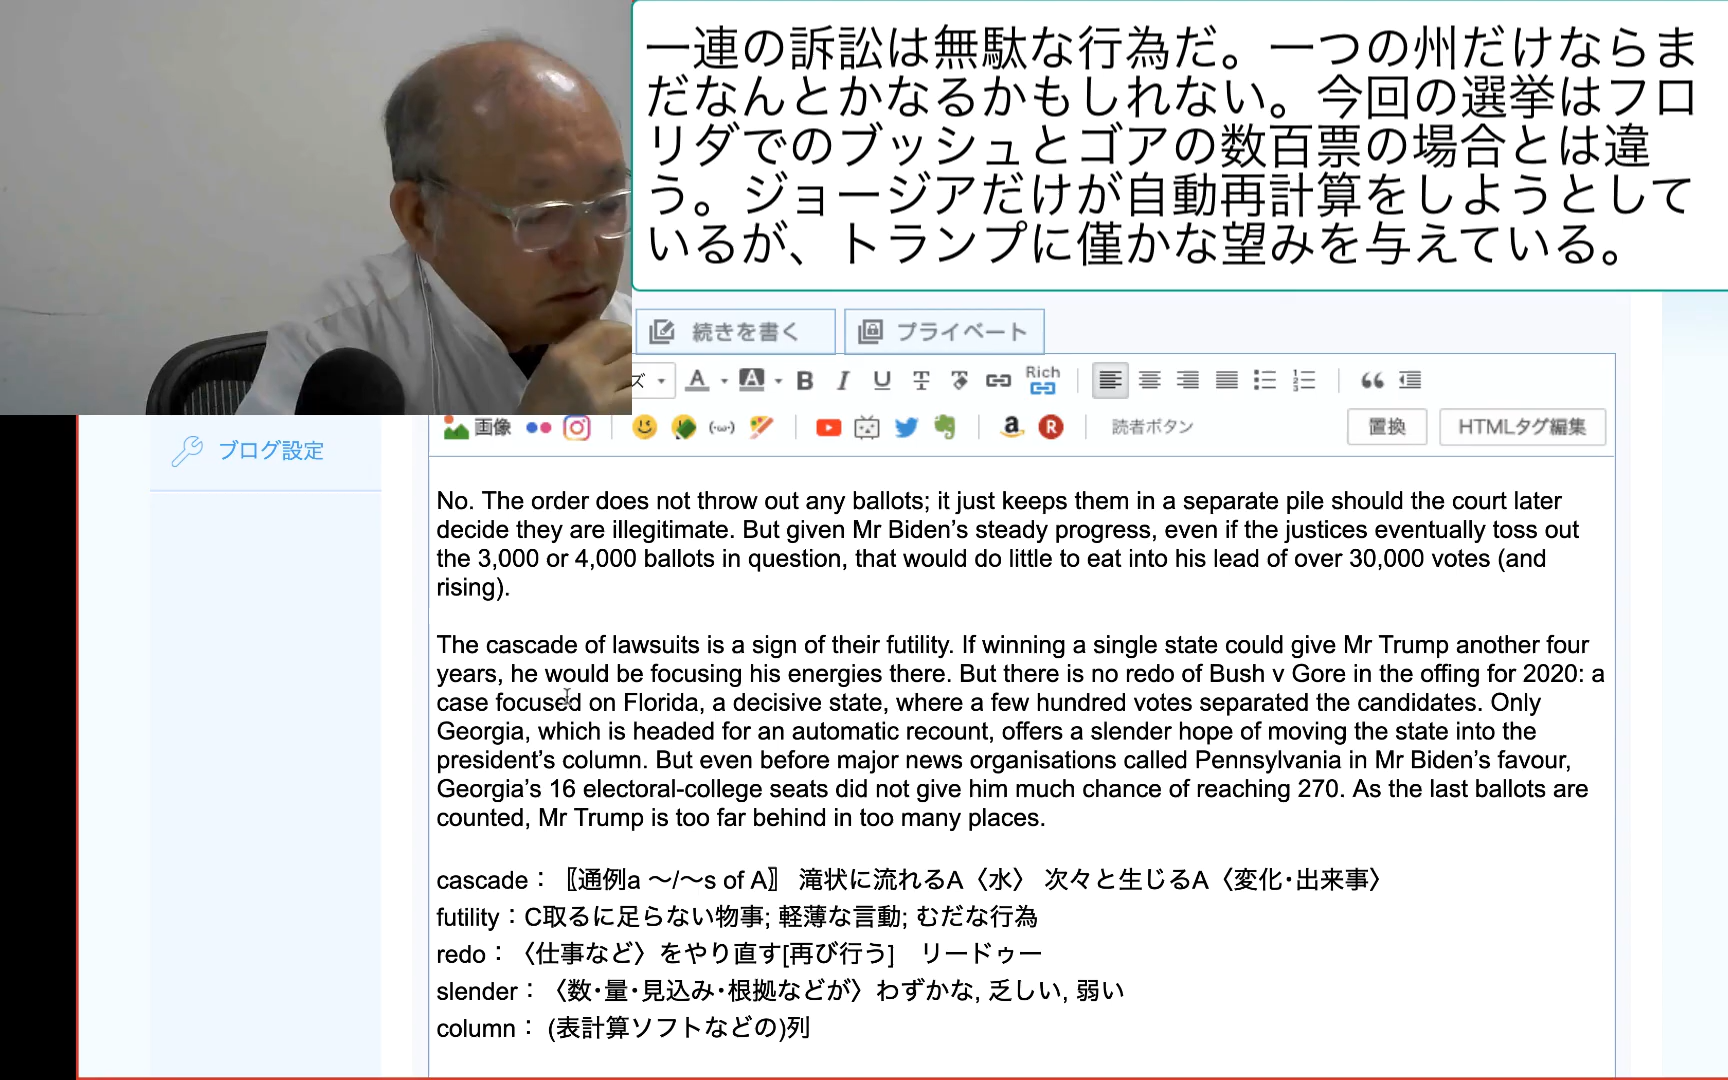 一連の訴訟は無駄な行為だ。一つの州だけならま
だなんとかなるかもしれない。今回の選挙はフロ
リダでのブッシュとゴアの数百票の場合とは違
う。ジョージアだけが自動再計算をしようとして
いるが、トランプに僅かな望みを与えている。
続きを書く プライベート
ズ A A B I U T Rich
画像 (·ω·) a R 読者ボタン 置換 HTMLタグ編集
ブログ設定
No. The order does not throw out any ballots; it just keeps them in a separate pile should the court later
decide they are illegitimate. But given Mr Biden’s steady progress, even if the justices eventually toss out
the 3,000 or 4,000 ballots in question, that would do little to eat into his lead of over 30,000 votes (and
rising).
The cascade of lawsuits is a sign of their futility. If winning a single state could give Mr Trump another four
years, he would be focusing his energies there. But there is no redo of Bush v Gore in the offing for 2020: a
case focused on Florida, a decisive state, where a few hundred votes separated the candidates. Only
Georgia, which is headed for an automatic recount, offers a slender hope of moving the state into the
president’s column. But even before major news organisations called Pennsylvania in Mr Biden’s favour,
Georgia’s 16 electoral-college seats did not give him much chance of reaching 270. As the last ballots are
counted, Mr Trump is too far behind in too many places.
cascade：〖通例a ～/～s of A〗 滝状に流れるA〈水〉 次々と生じるA〈変化･出来事〉
futility：C取るに足らない物事; 軽薄な言動; むだな行為
redo：〈仕事など〉をやり直す[再び行う]　リードゥー
slender：〈数･量･見込み･根拠などが〉わずかな, 乏しい, 弱い
column： (表計算ソフトなどの)列